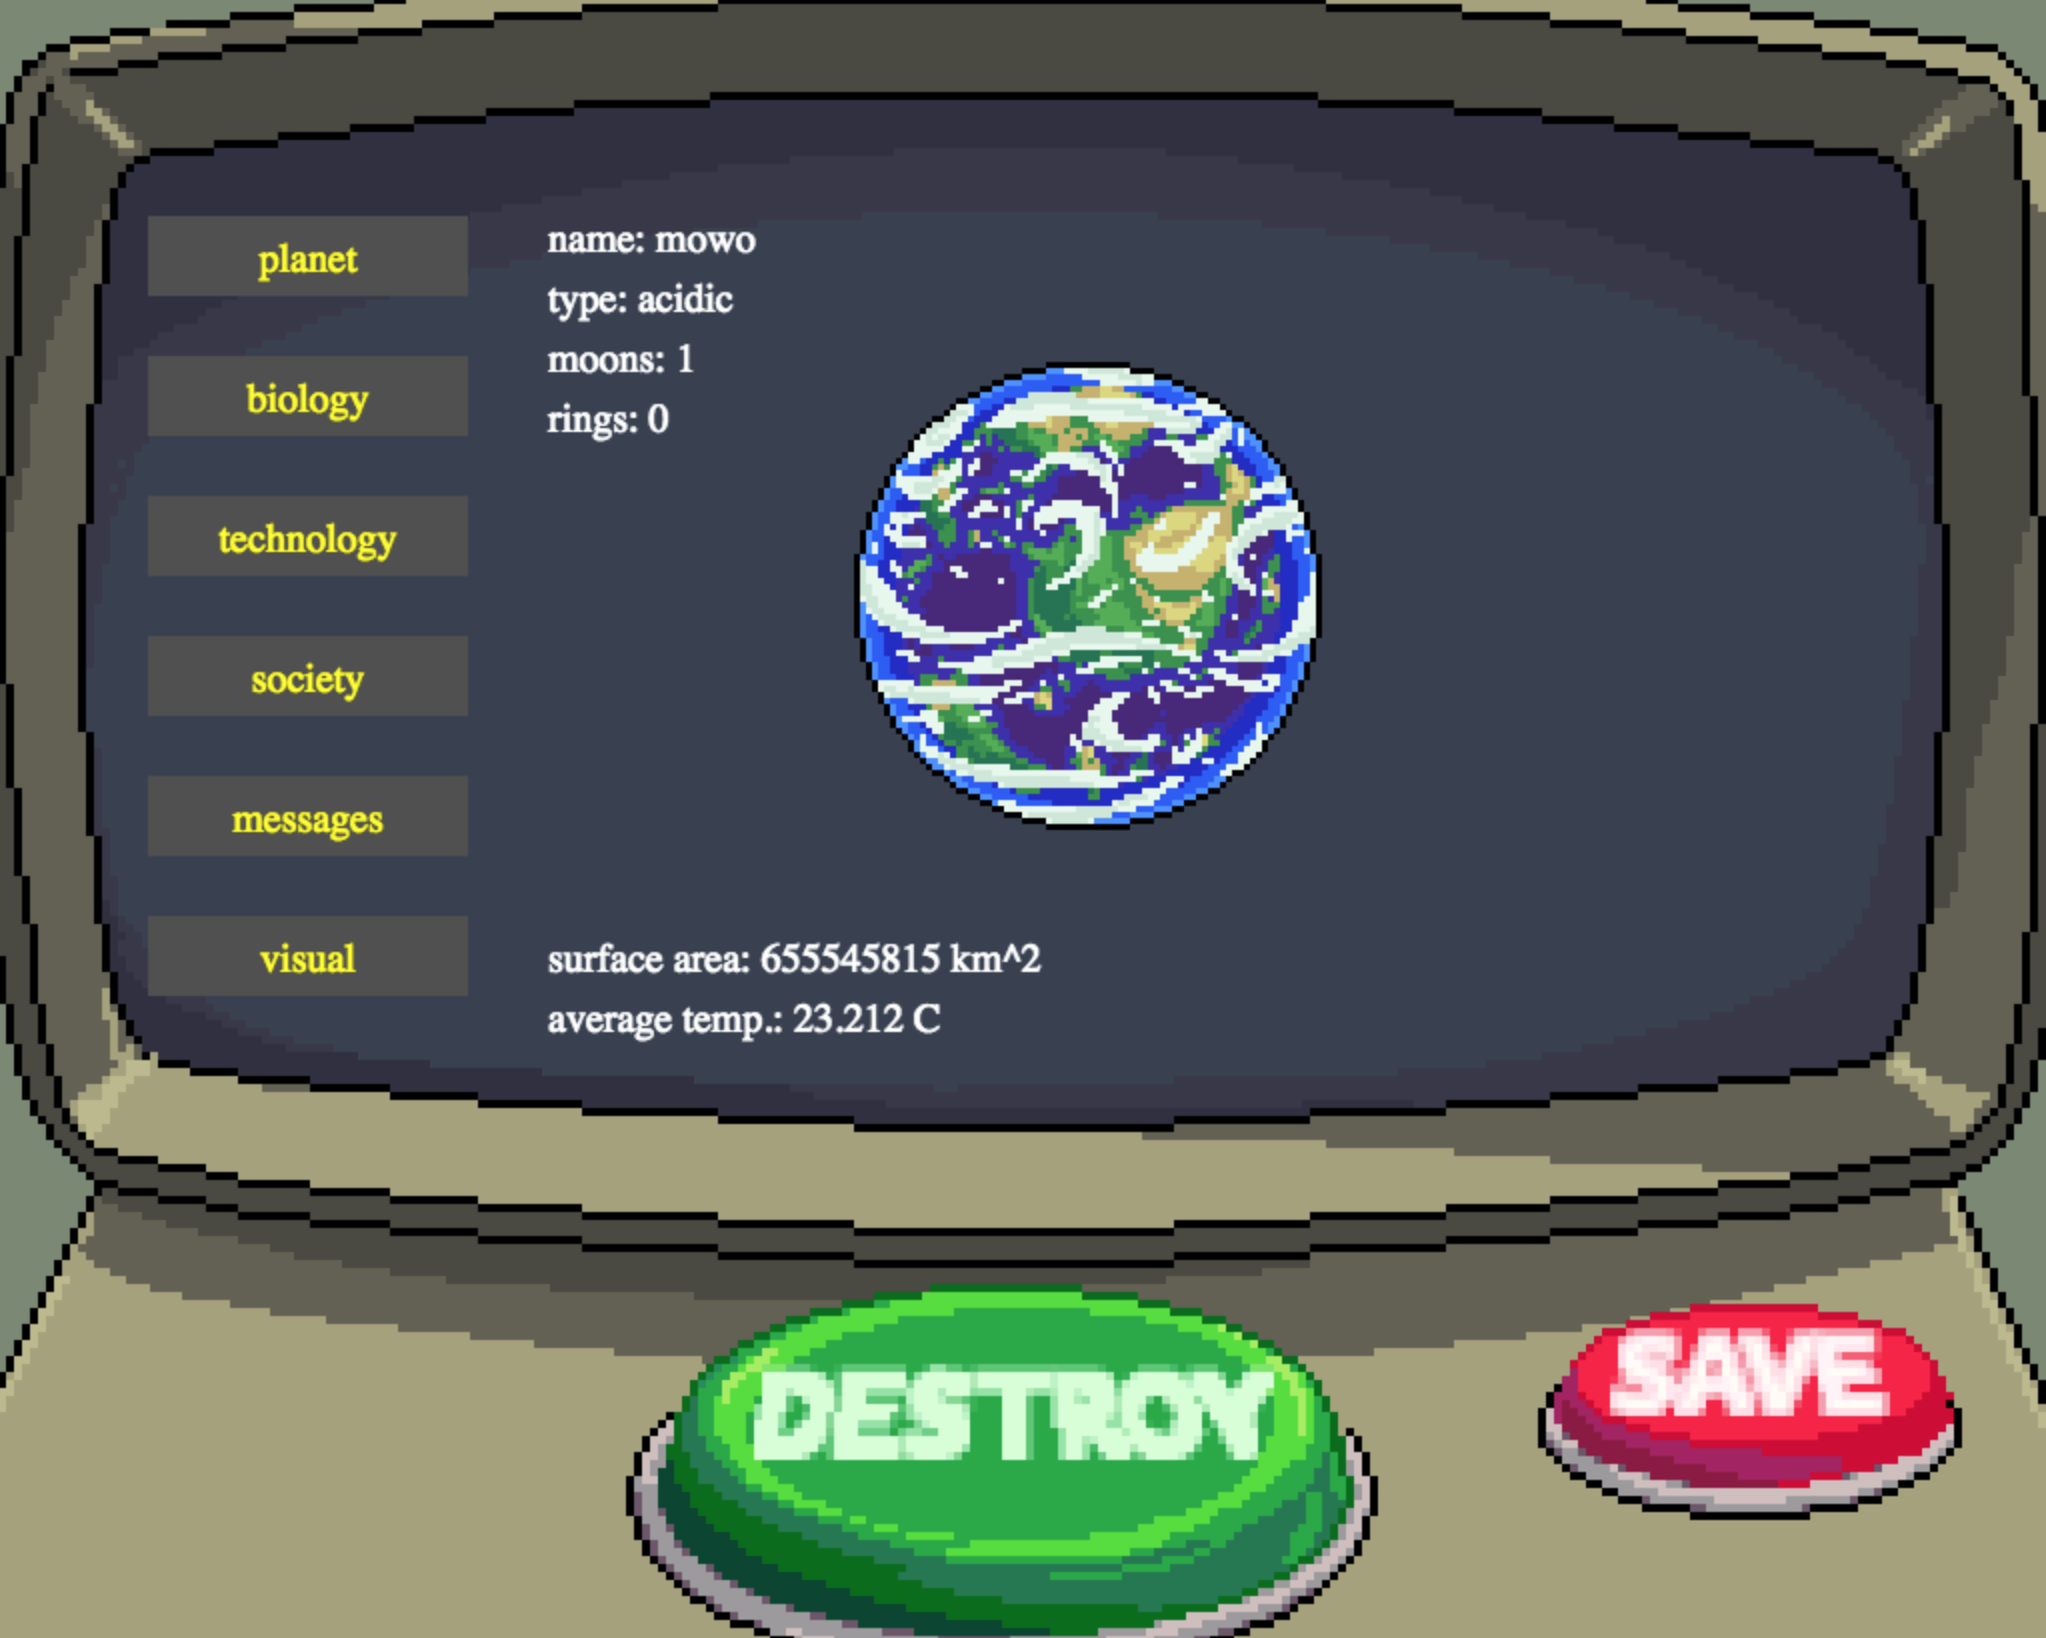 planet
biology
technology
society
messages
visual
name: mowo
type: acidic
moons: 1
rings: 0
surface area: 655545815 km^2
average temp.: 23.212 C
DESTROY
SAVE